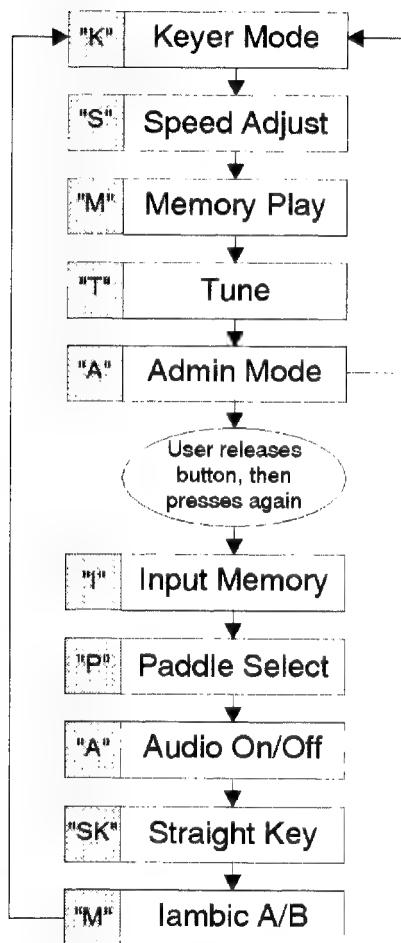 "K" Keyer Mode
"S" Speed Adjust
"M" Memory Play
"T" Tune
"A" Admin Mode
User releases
button, then
presses again
"I" Input Memory
"P" Paddle Select
"A" Audio On/Off
"SK" Straight Key
"M" Iambic A/B